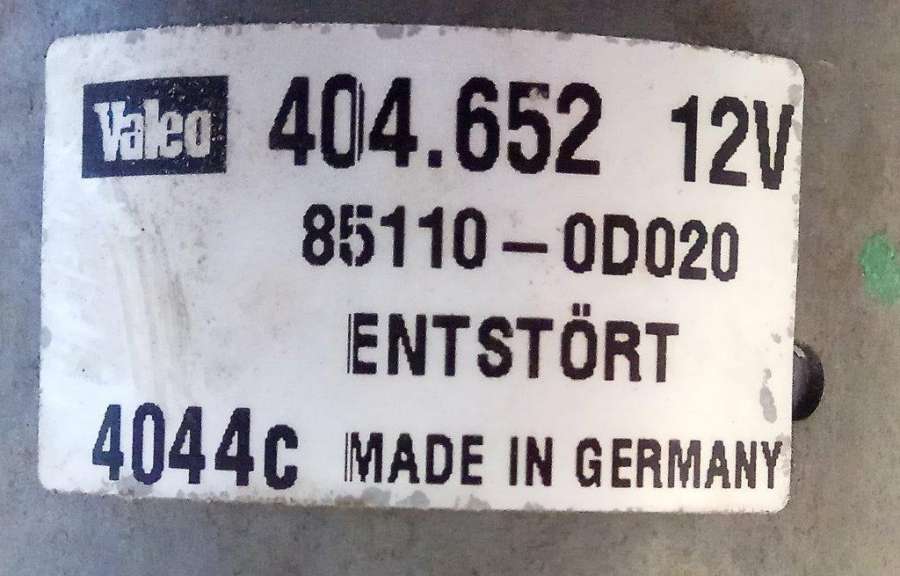 Valeo 404.652 12V
85110-0D020
ENTSTÖRT
4044c MADE IN GERMANY